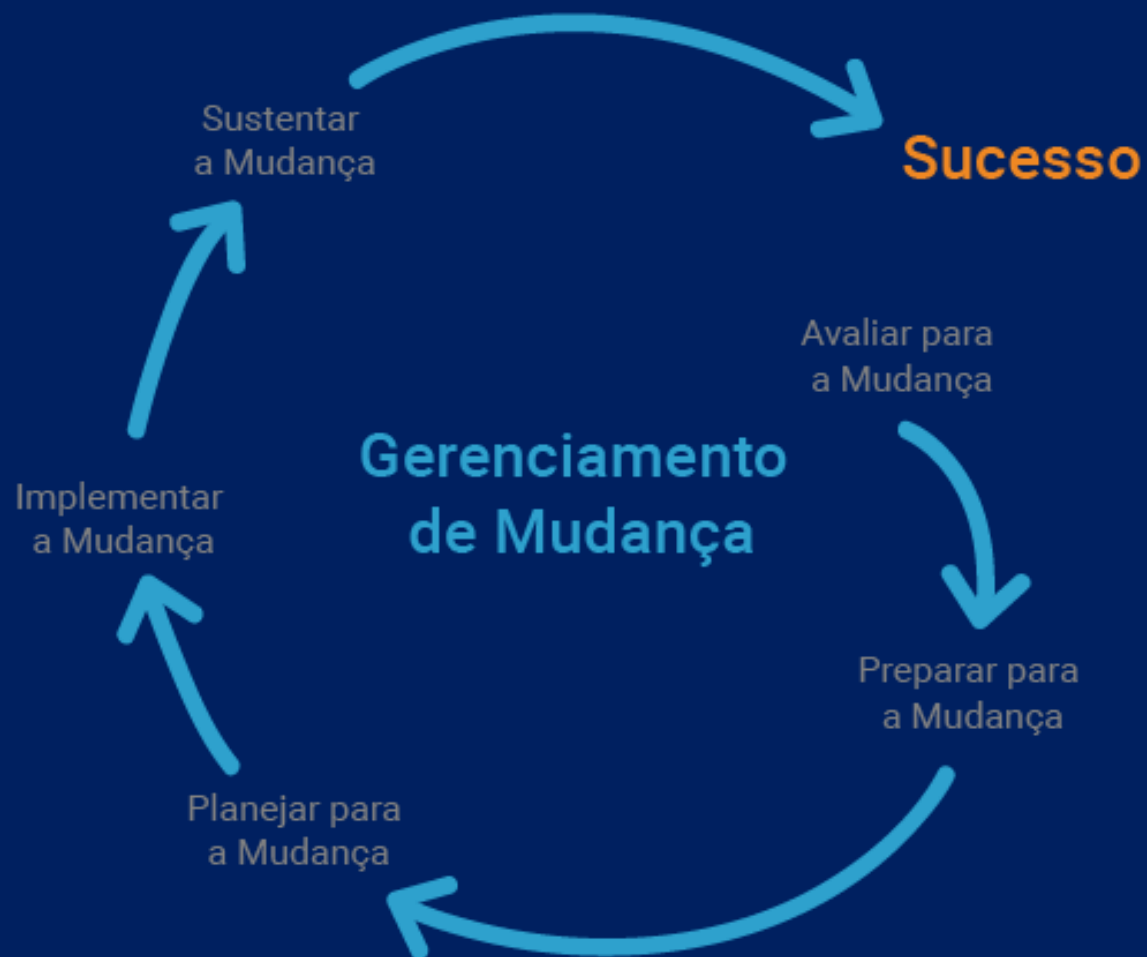 Sustentar
a Mudança
Sucesso
Avaliar para
a Mudança
Gerenciamento
de Mudança
Implementar
a Mudança
Preparar para
a Mudança
Planejar para
a Mudança